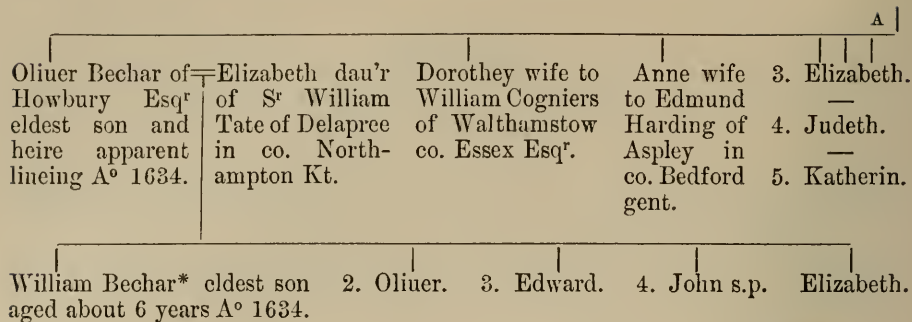 A
Oliuer Bechar of
Howbury Esqʳ
eldest son and
heire apparent
liueing Aº 1634.
Elizabeth dau'r
of Sʳ William
Tate of Delapree
in co. North-
ampton Kt.
Dorothey wife to
William Cogniers
of Walthamstow
co. Essex Esqʳ.
Anne wife
to Edmund
Harding of
Aspley in
co. Bedford
gent.
3. Elizabeth.
—
4. Judeth.
—
5. Katherin.
William Bechar* eldest son
aged about 6 years Aº 1634.
2. Oliuer.
3. Edward.
4. John s.p.
Elizabeth.